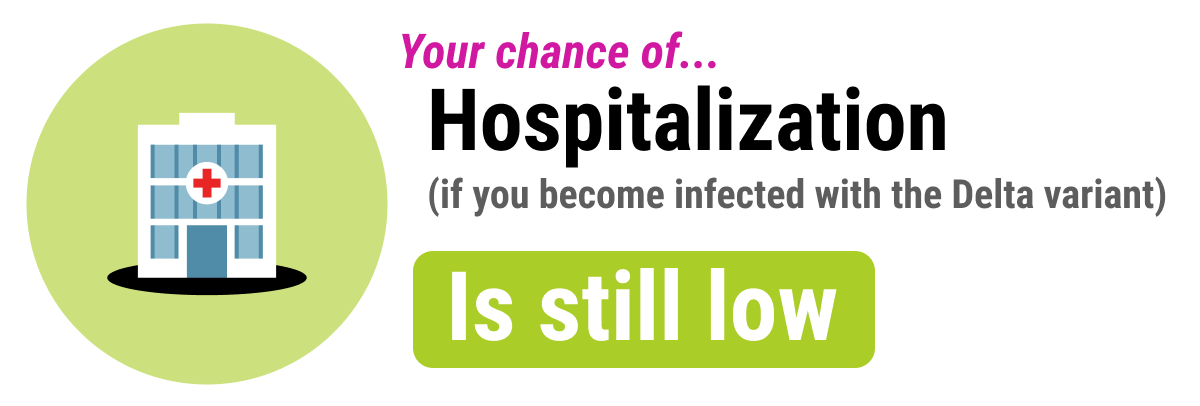 Your chance of...
Hospitalization
(if you become infected with the Delta variant)
Is still low